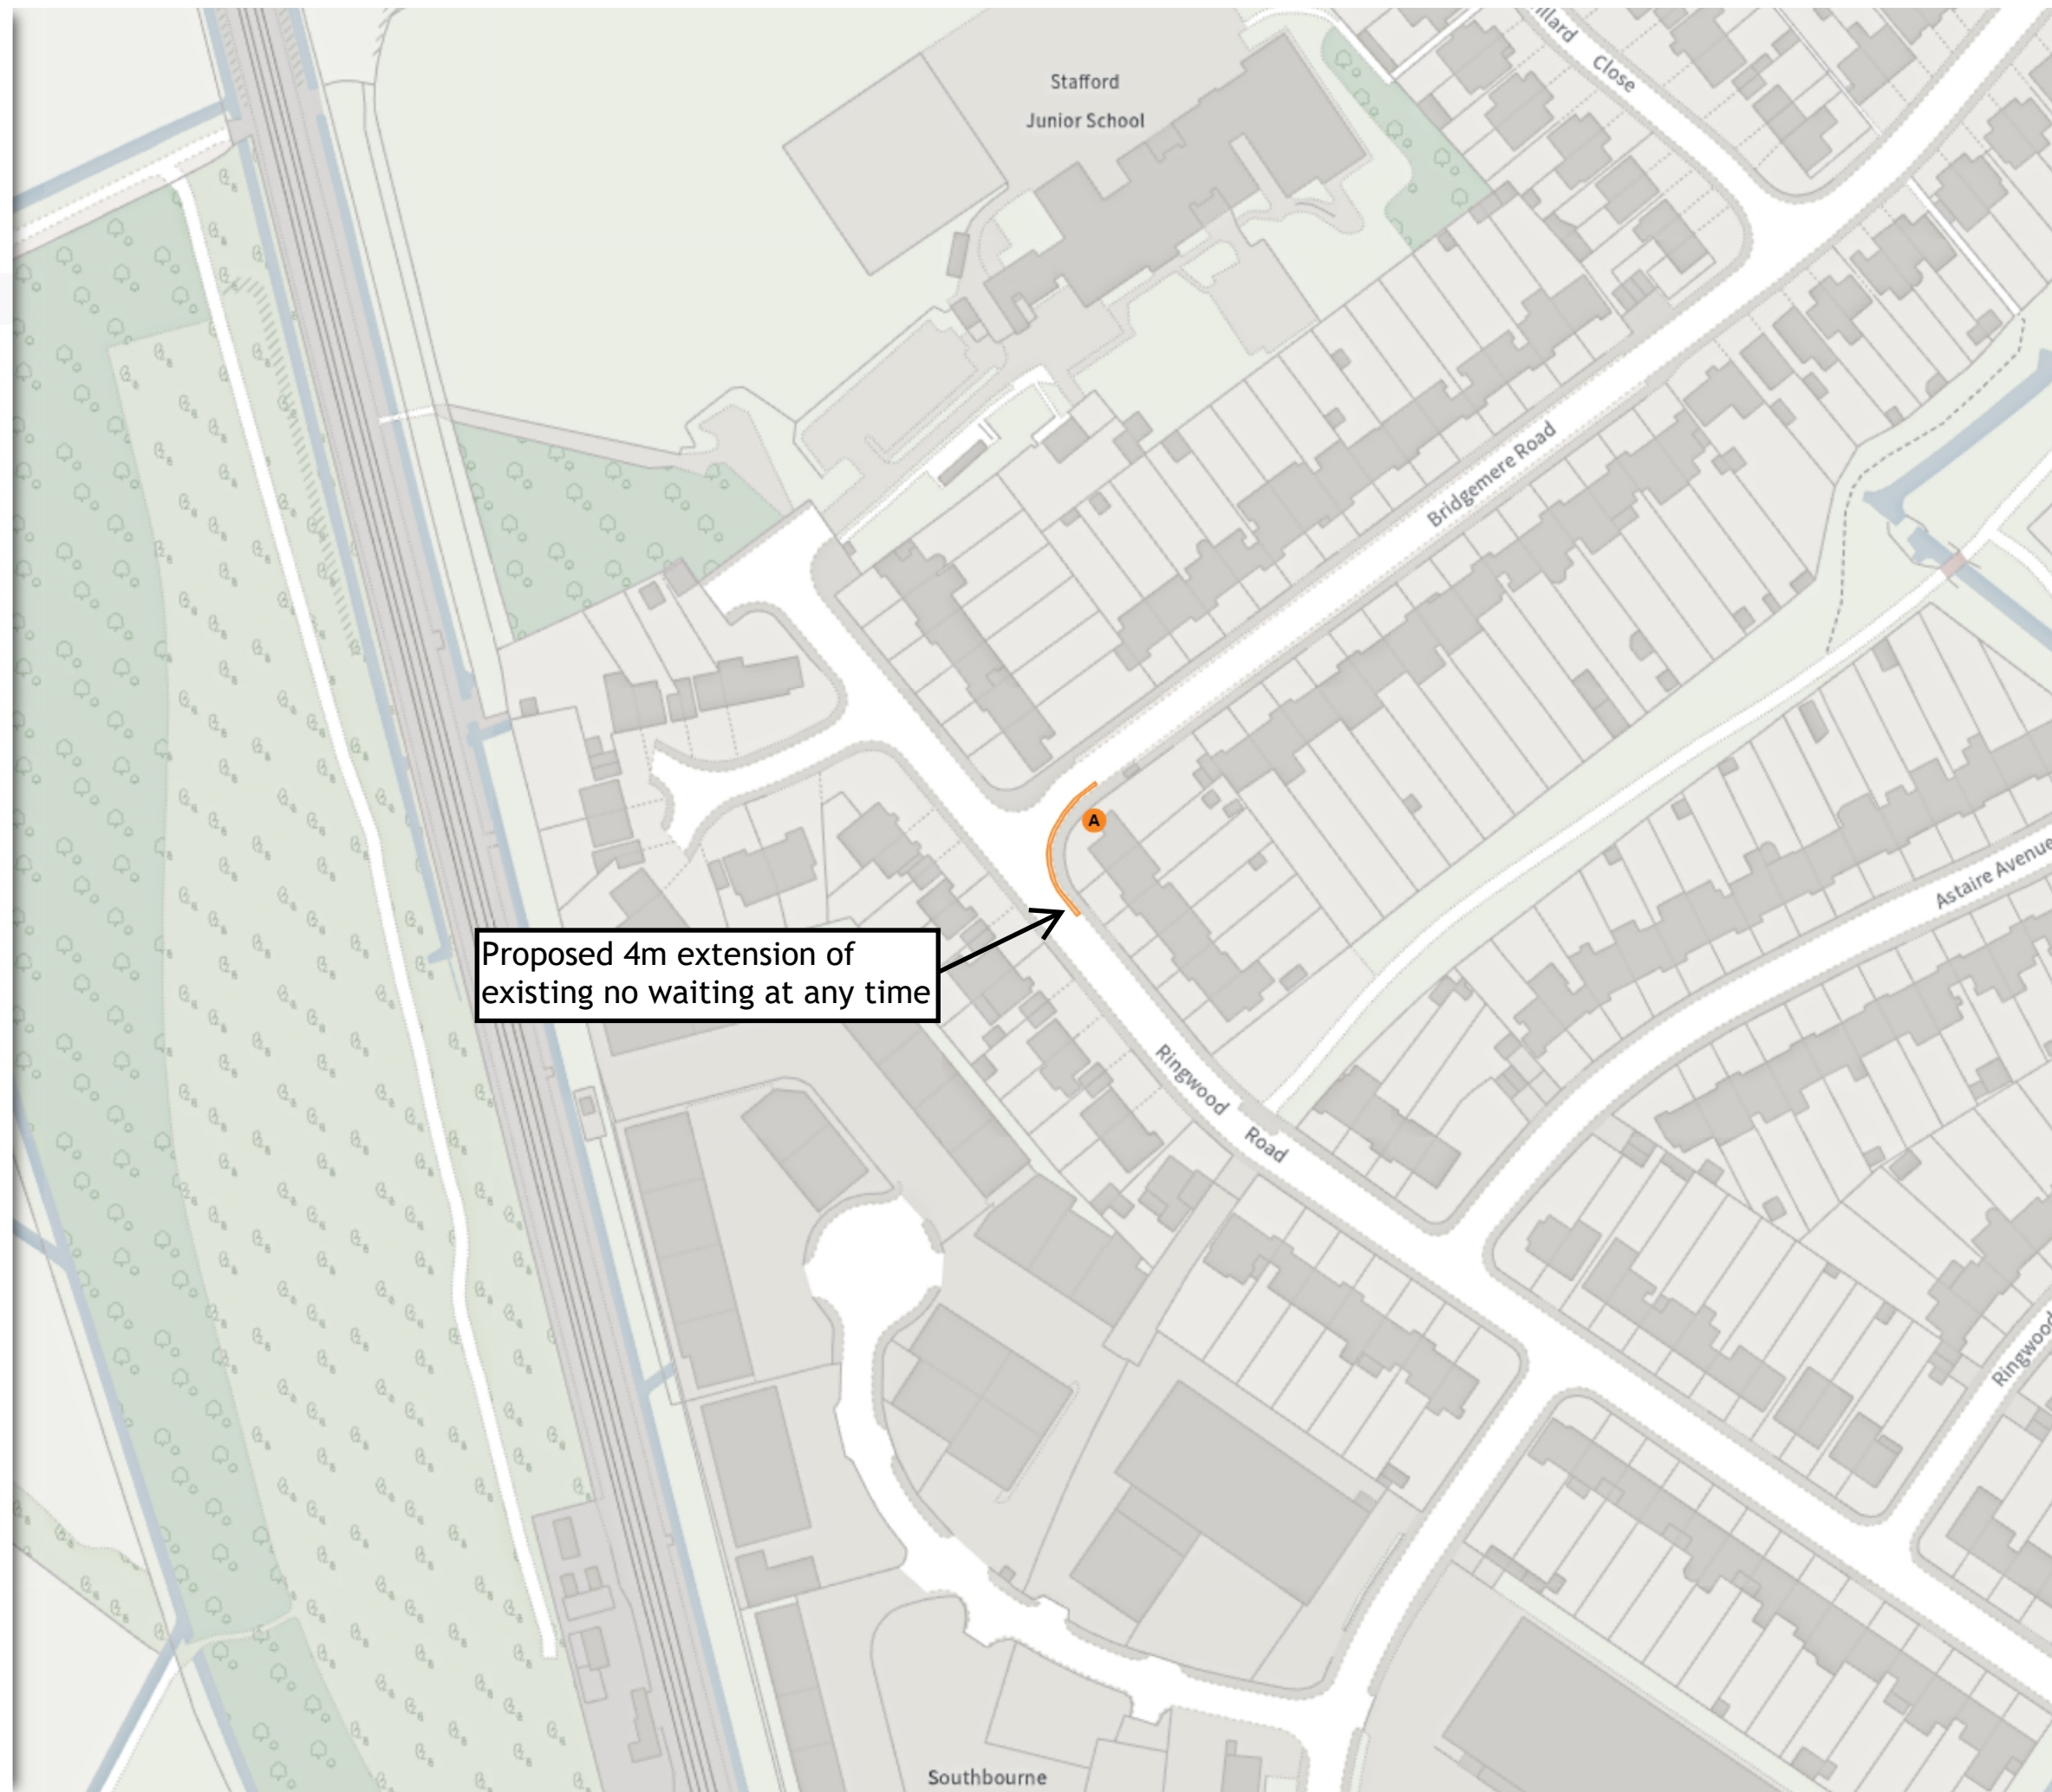 illard
Close
Stafford
Junior School
Bridgemere Road
A
Astaire Avenue
Proposed 4m extension of
existing no waiting at any time
Ringwood
Road
Ringwood
Southbourne